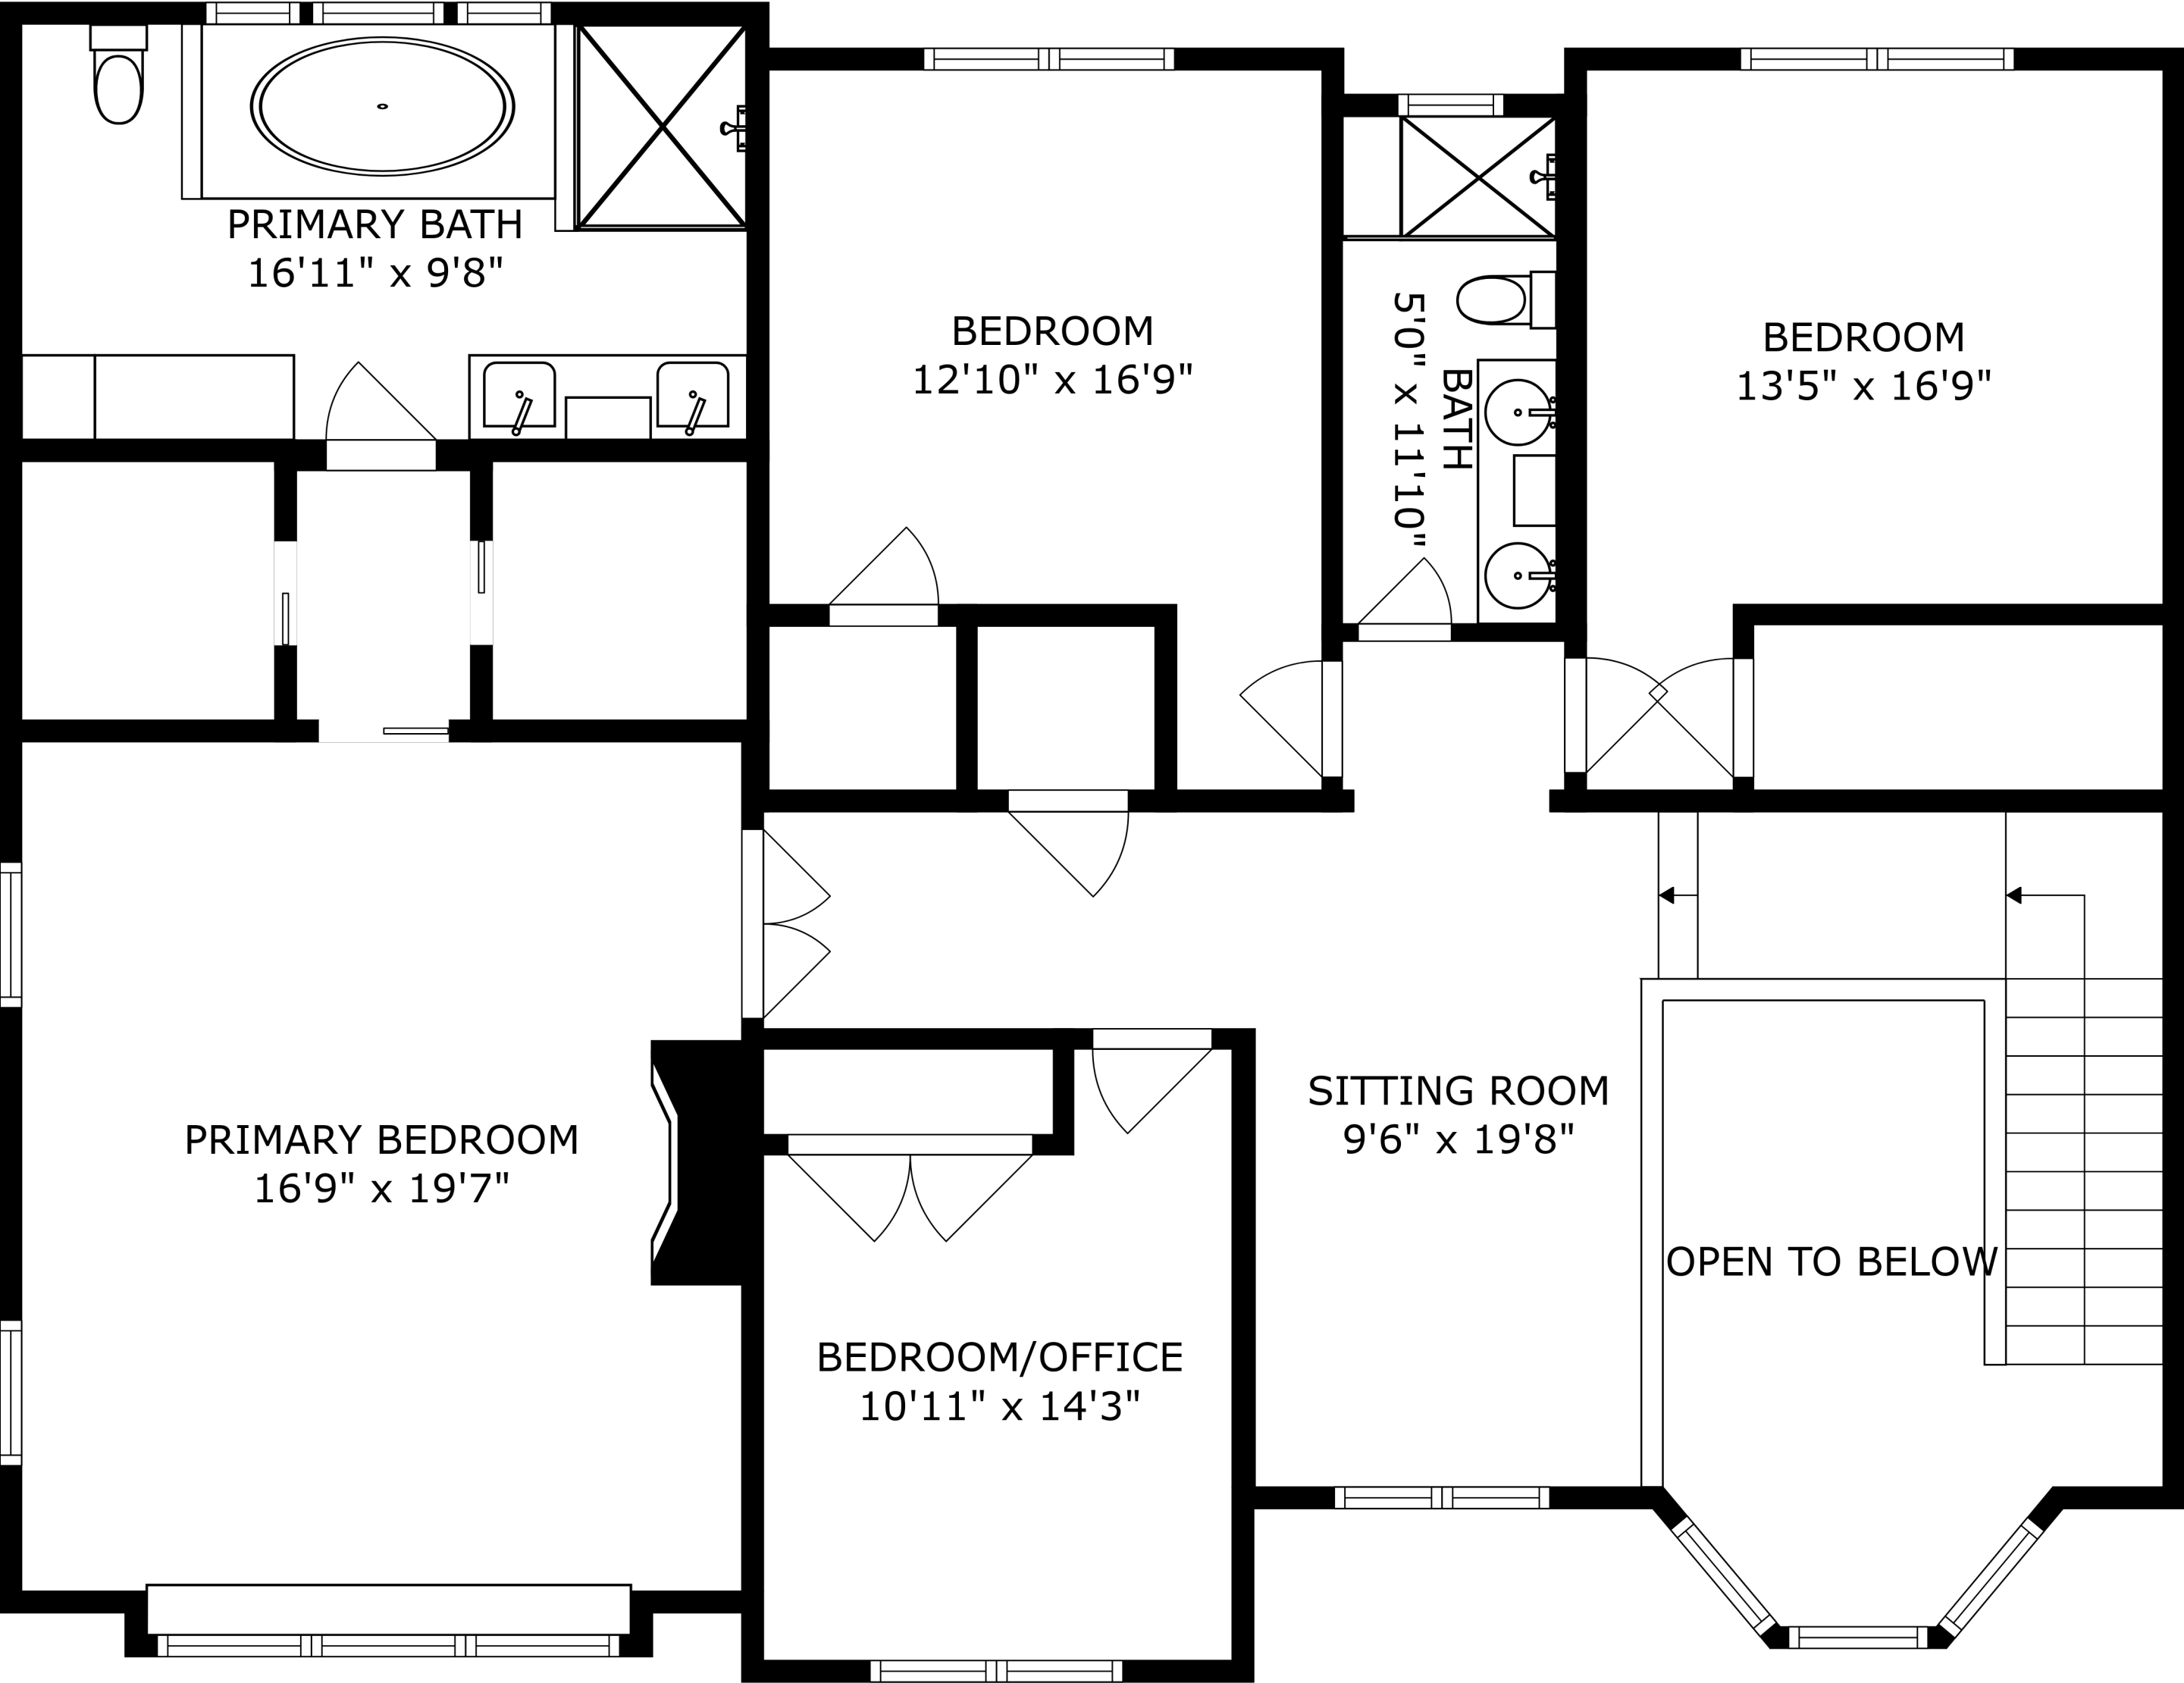 PRIMARY BATH
16'11" x 9'8"
BEDROOM
12'10" x 16'9"
BATH
5'0" x 11'10"
BEDROOM
13'5" x 16'9"
PRIMARY BEDROOM
16'9" x 19'7"
SITTING ROOM
9'6" x 19'8"
OPEN TO BELOW
BEDROOM/OFFICE
10'11" x 14'3"